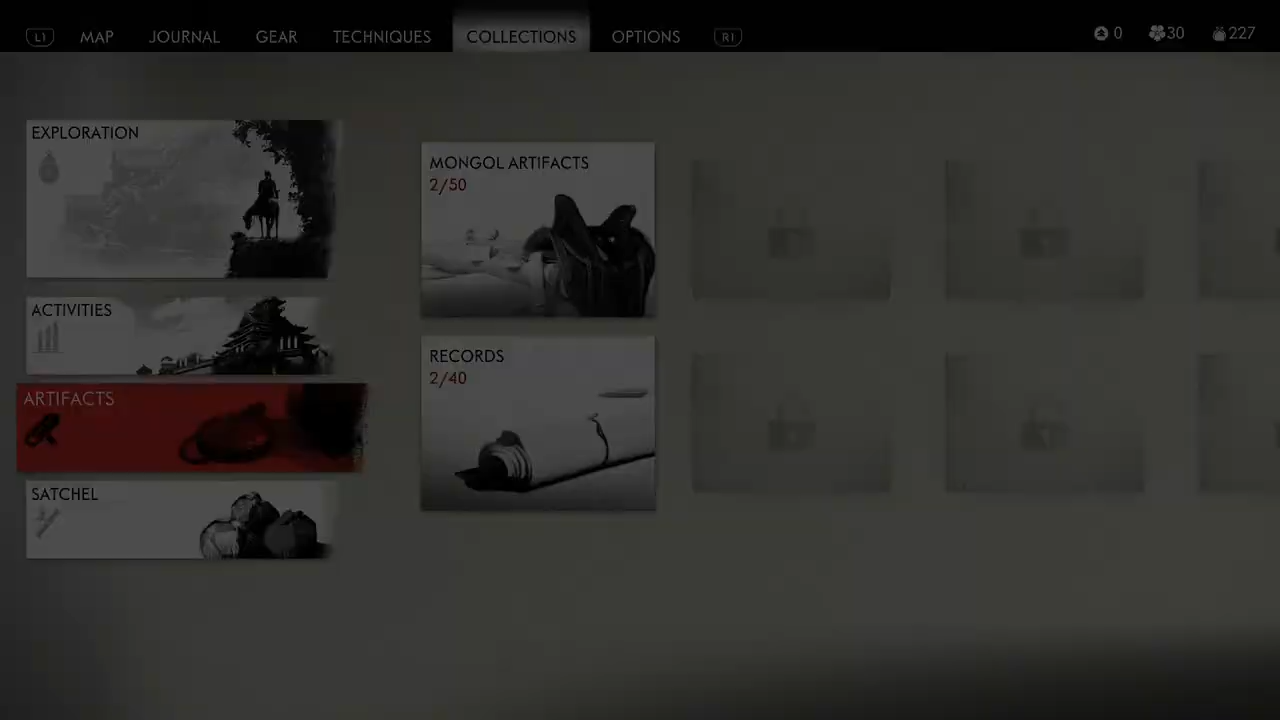 L1 MAP JOURNAL GEAR TECHNIQUES COLLECTIONS OPTIONS R1 0 30 227
EXPLORATION
ACTIVITIES
ARTIFACTS
SATCHEL
MONGOL ARTIFACTS
2/50
RECORDS
2/40